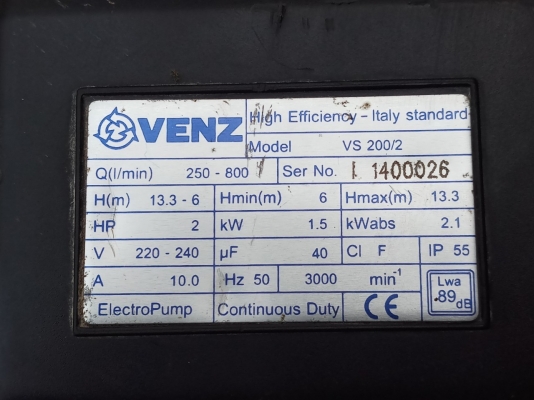 VENZ
High Efficiency - Italy standard
Model VS 200/2
Q(l/min) 250 - 800 Ser No. I 1400026
H(m) 13.3 - 6 Hmin(m) 6 Hmax(m) 13.3
HP 2 kW 1.5 kWabs 2.1
V 220 - 240 µF 40 Cl F IP 55
A 10.0 Hz 50 3000 min-1
ElectroPump Continuous Duty CE Lwa 89 dB